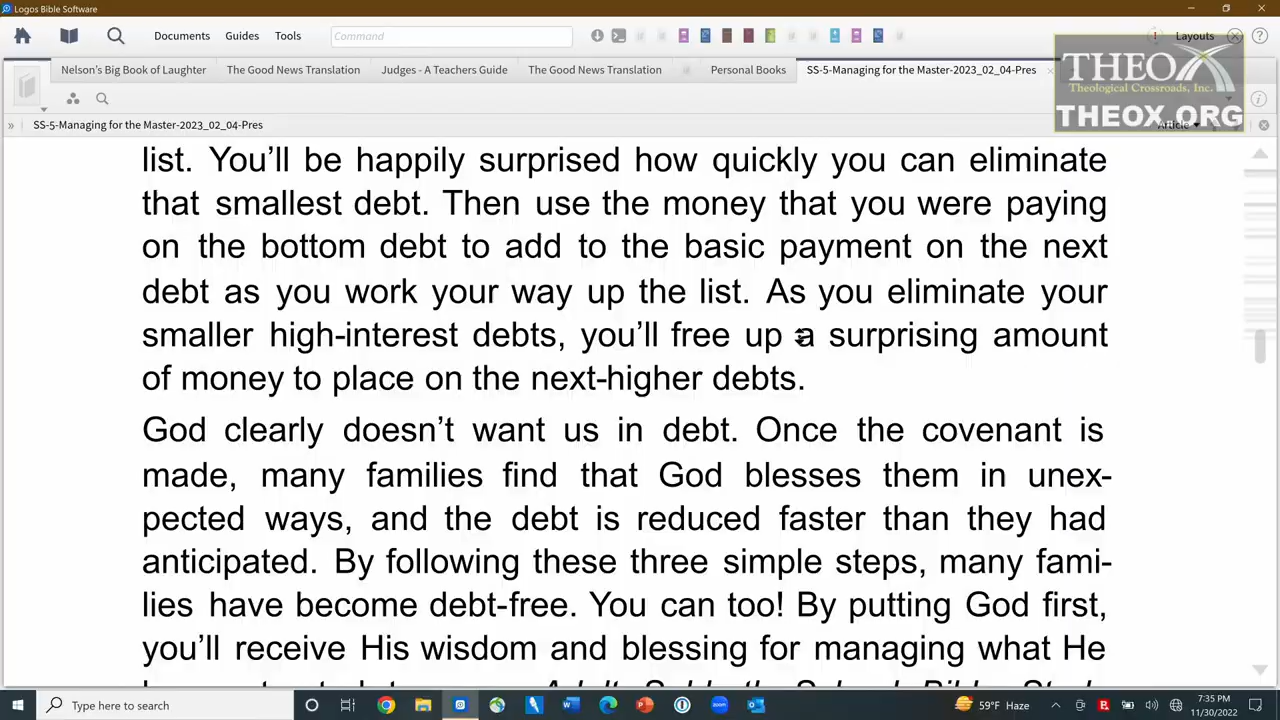 Logos Bible Software
Documents Guides Tools Command Layouts
Nelson's Big Book of Laughter The Good News Translation Judges - A Teachers Guide The Good News Translation Personal Books SS-5-Managing for the Master-2023_02_04-Pres
THEOX
Theological Crossroads, Inc.
THEOX.ORG
SS-5-Managing for the Master-2023_02_04-Pres Article
list. You'll be happily surprised how quickly you can eliminate
that smallest debt. Then use the money that you were paying
on the bottom debt to add to the basic payment on the next
debt as you work your way up the list. As you eliminate your
smaller high-interest debts, you'll free up a surprising amount
of money to place on the next-higher debts.
God clearly doesn't want us in debt. Once the covenant is
made, many families find that God blesses them in unex-
pected ways, and the debt is reduced faster than they had
anticipated. By following these three simple steps, many fami-
lies have become debt-free. You can too! By putting God first,
you'll receive His wisdom and blessing for managing what He
Type here to search 59°F Haze 7:35 PM
11/30/2022